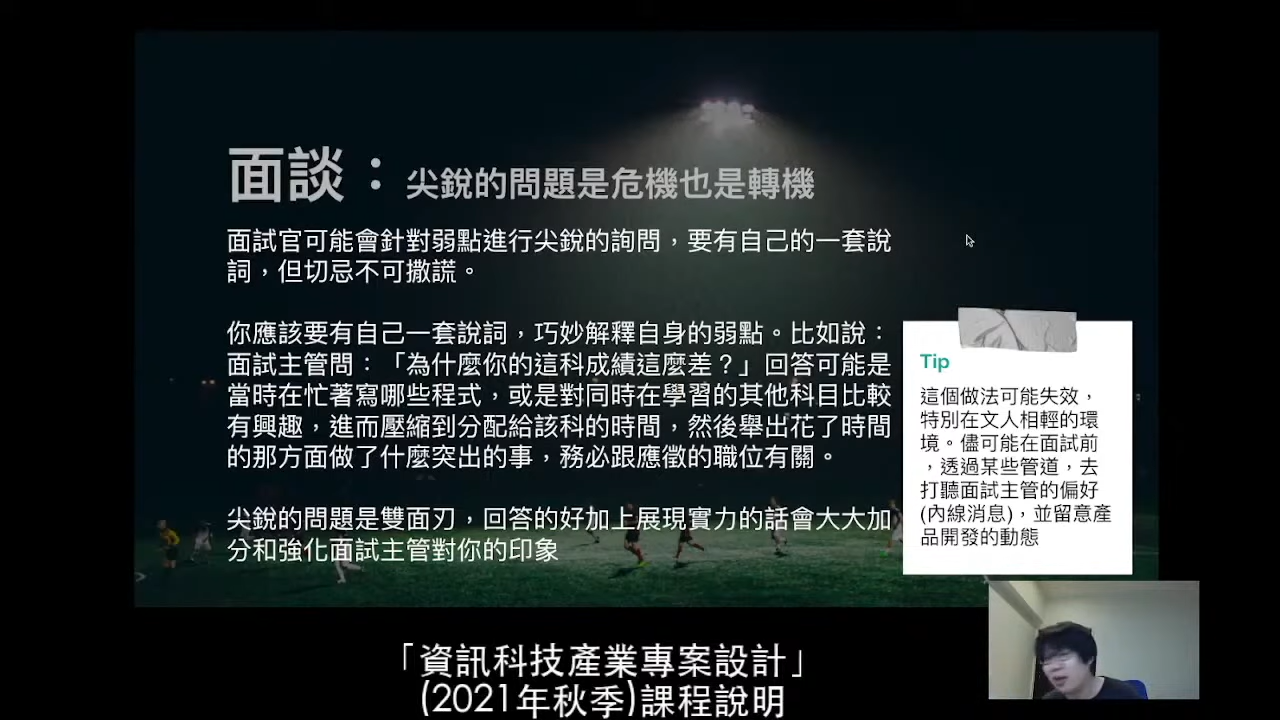 面談：尖銳的問題是危機也是轉機
面試官可能會針對弱點進行尖銳的詢問，要有自己的一套說
詞，但切忌不可撒謊。
你應該要有自己一套說詞，巧妙解釋自身的弱點。比如說：
面試主管問：「為什麼你的這科成績這麼差？」回答可能是
當時在忙著寫哪些程式，或是對同時在學習的其他科目比較
有興趣，進而壓縮到分配給該科的時間，然後舉出花了時間
的那方面做了什麼突出的事，務必跟應徵的職位有關。
尖銳的問題是雙面刃，回答的好加上展現實力的話會大大加
分和強化面試主管對你的印象
Tip
這個做法可能失效，
特別在文人相輕的環
境。儘可能在面試前
，透過某些管道，去
打聽面試主管的偏好
(內線消息)，並留意產
品開發的動態
「資訊科技產業專案設計」
(2021年秋季)課程說明